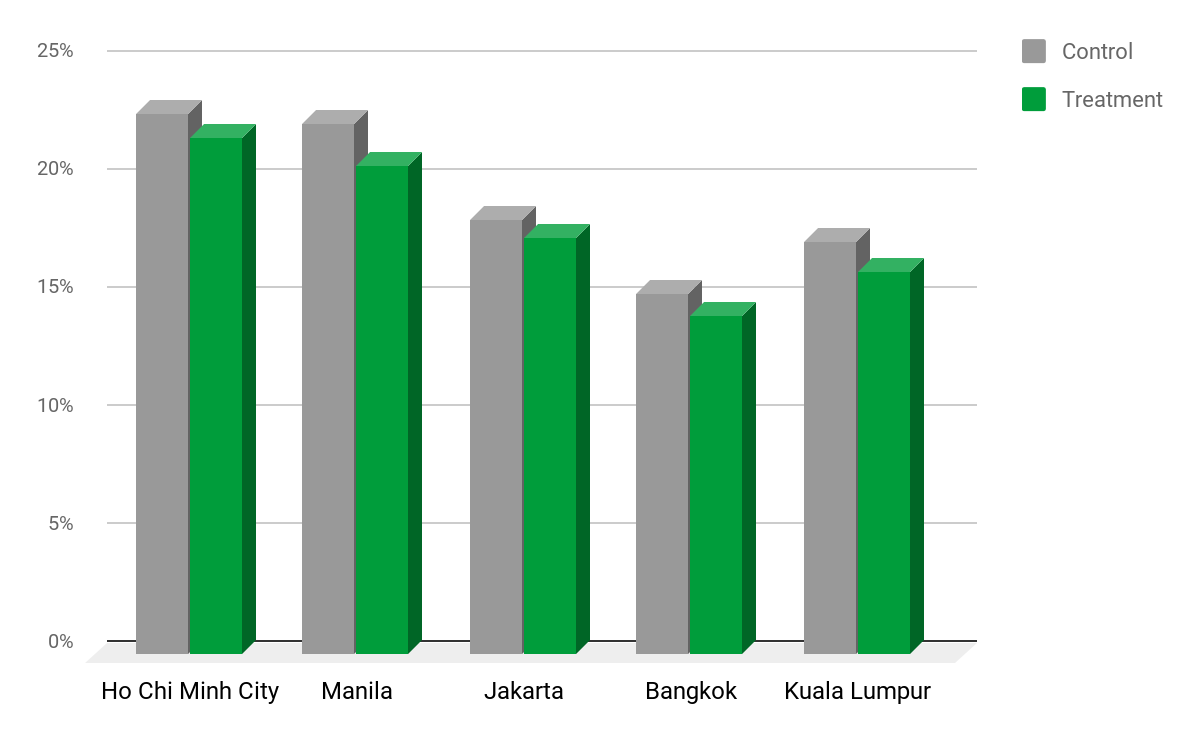 25%
20%
15%
10%
5%
0%
Ho Chi Minh City
Manila
Jakarta
Bangkok
Kuala Lumpur
Control
Treatment